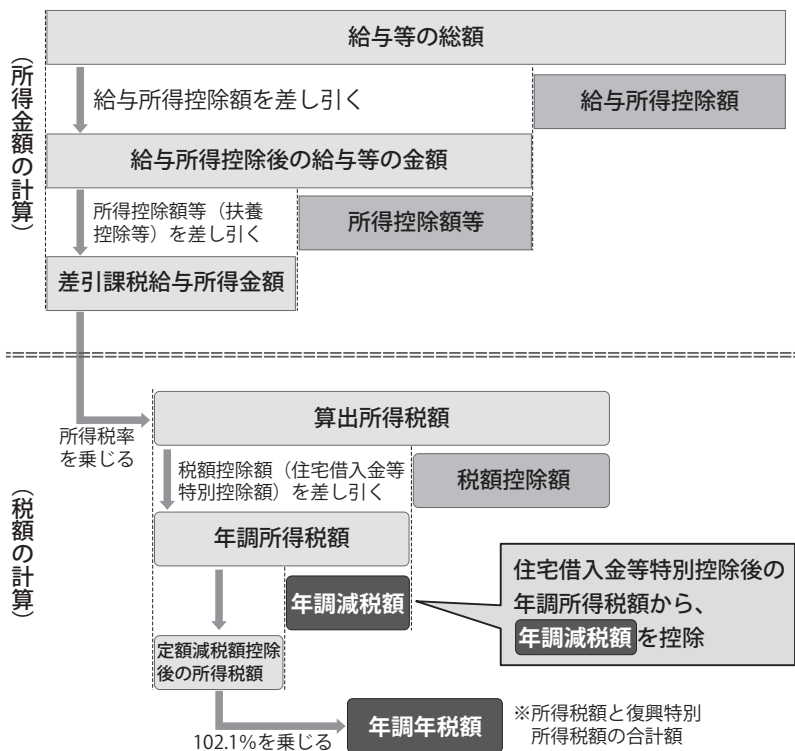 給与等の総額
(所得金額の計算)
給与所得控除額を差し引く
給与所得控除額
給与所得控除後の給与等の金額
所得控除額等（扶養
控除等）を差し引く
所得控除額等
差引課税給与所得金額
算出所得税額
所得税率
を乗じる
(税額の計算)
税額控除額（住宅借入金等
特別控除額）を差し引く
税額控除額
年調所得税額
年調減税額
住宅借入金等特別控除後の
年調所得税額から、
年調減税額を控除
定額減税額控除
後の所得税額
102.1%を乗じる
年調年税額
※所得税額と復興特別
所得税額の合計額